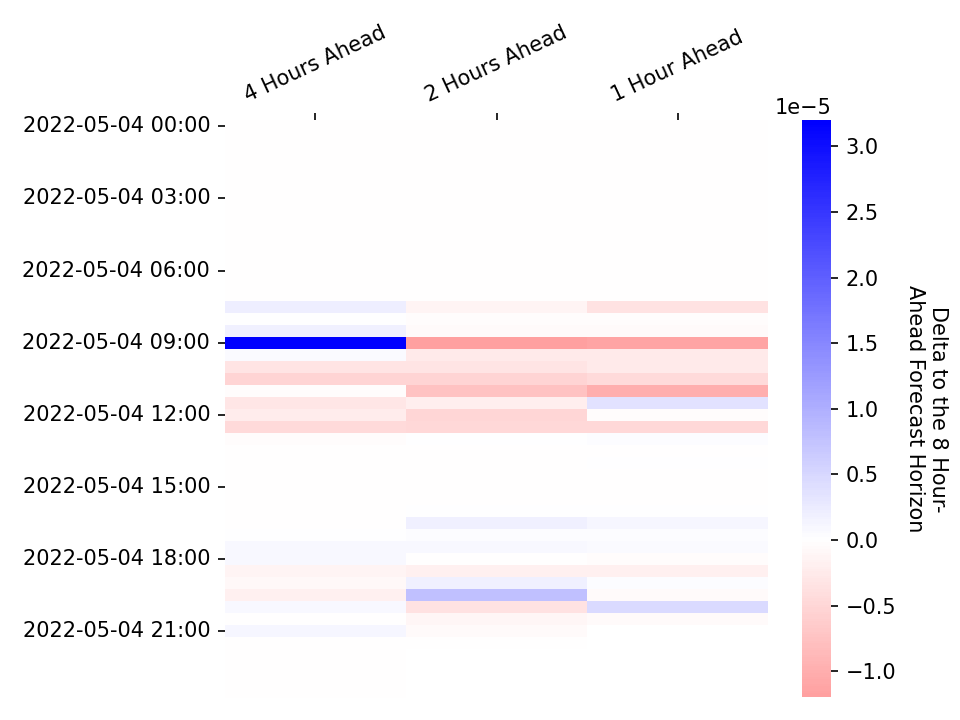 4 Hours Ahead
2 Hours Ahead
1 Hour Ahead
1e−5
2022-05-04 00:00
2022-05-04 03:00
2022-05-04 06:00
2022-05-04 09:00
2022-05-04 12:00
2022-05-04 15:00
2022-05-04 18:00
2022-05-04 21:00
3.0
2.5
2.0
1.5
1.0
0.5
0.0
−0.5
−1.0
Delta to the 8 Hour-
Ahead Forecast Horizon